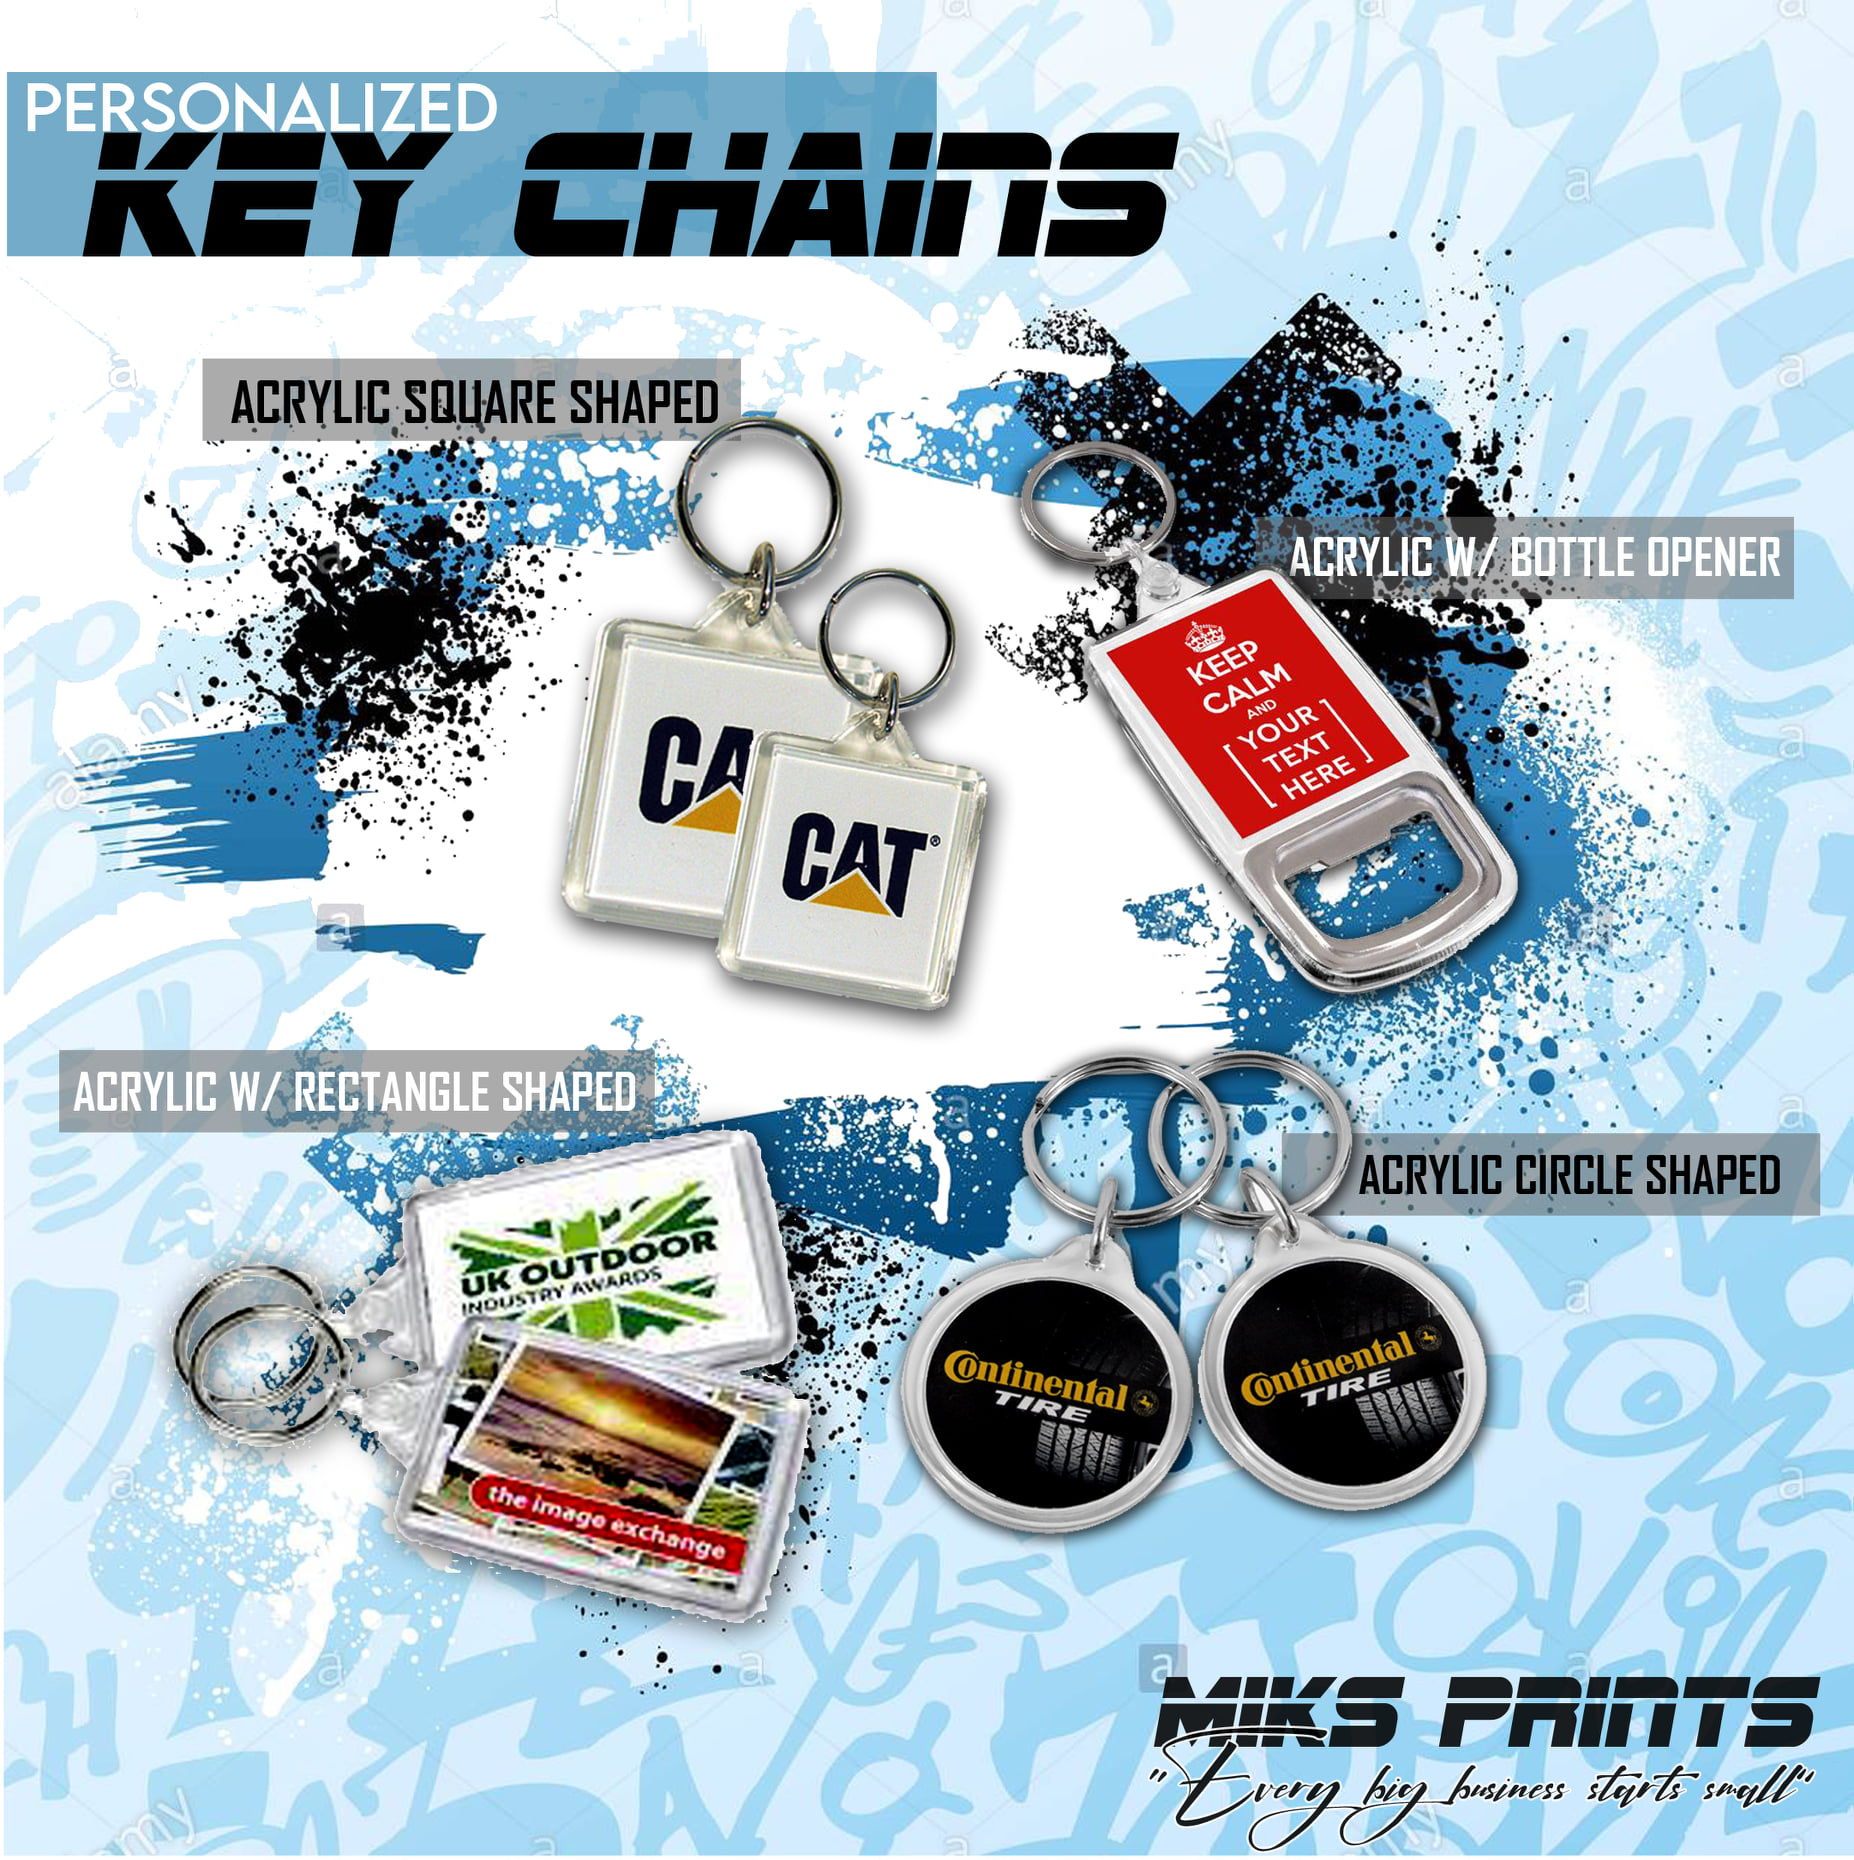 PERSONALIZED
KEY CHAINS
ACRYLIC SQUARE SHAPED
ACRYLIC W/ BOTTLE OPENER
KEEP
CALM
AND
[YOUR
TEXT
HERE]
CA
CAT®
ACRYLIC W/ RECTANGLE SHAPED
ACRYLIC CIRCLE SHAPED
UK OUTDOOR
INDUSTRY AWARDS
the image exchange
Continental
TIRE
Continental
TIRE
MIKS PRINTS
"Every big business starts small"
alamy